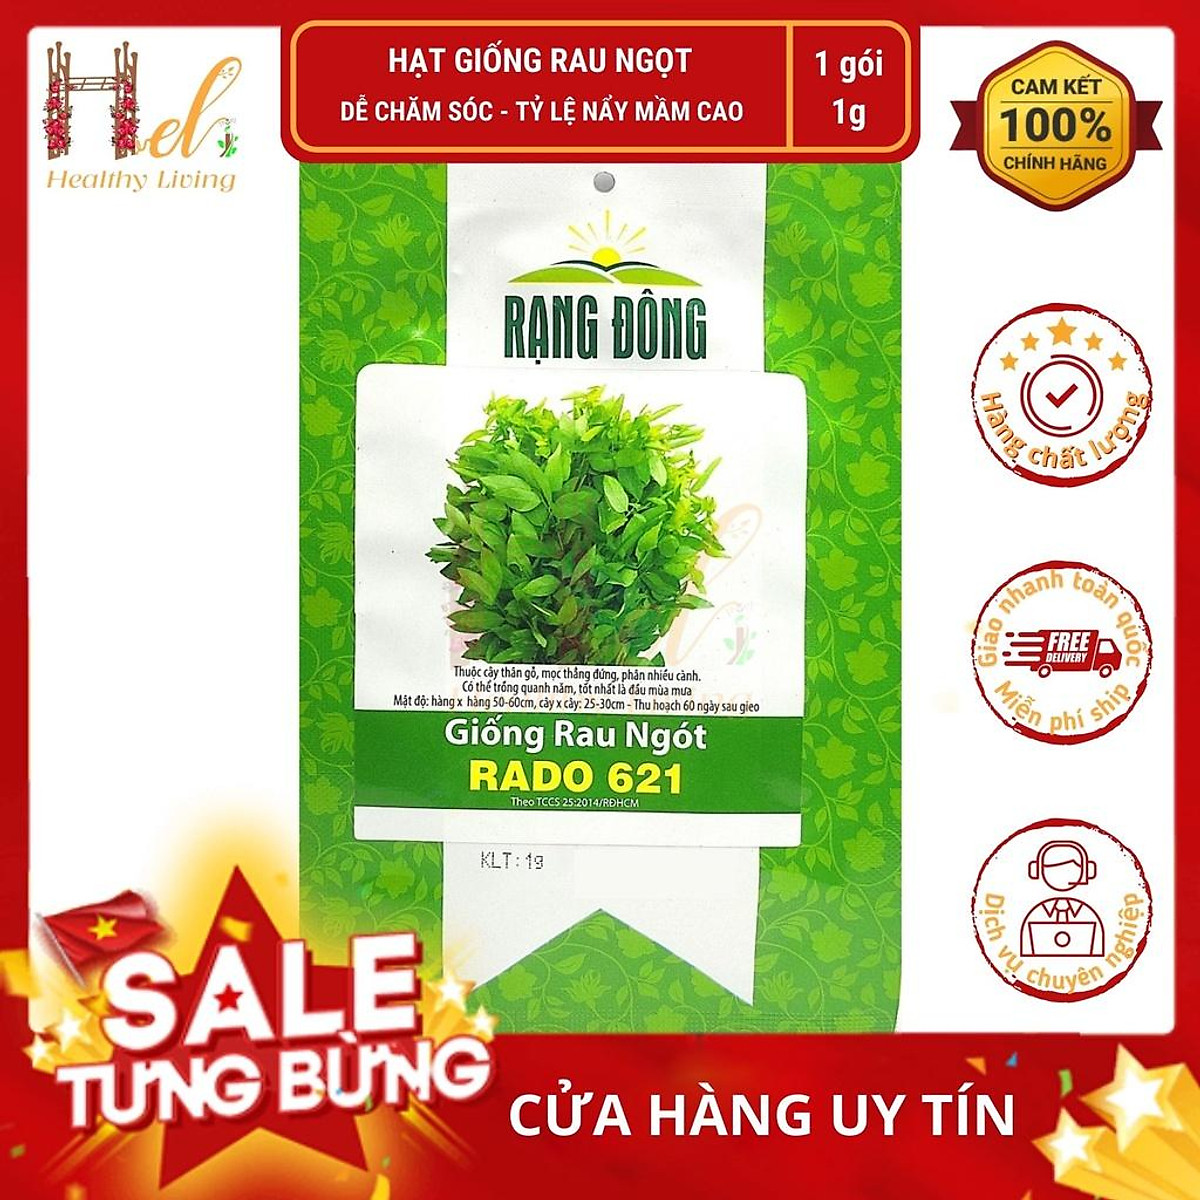 Hel
Healthy Living
HẠT GIỐNG RAU NGỌT
DỄ CHĂM SÓC - TỶ LỆ NẨY MẦM CAO
1 gói
1g
CAM KẾT
100%
CHÍNH HÃNG
RẠNG ĐÔNG
Hàng chất lượng
Thuộc cây thân gỗ, mọc thẳng đứng, phân nhiều cành.
Có thể trồng quanh năm, tốt nhất là đầu mùa mưa
Mật độ: hàng x hàng 50-60cm, cây x cây: 25-30cm - Thu hoạch 60 ngày sau gieo
Giống Rau Ngót
RADO 621
Theo TCCS 25:2014/RĐHCM
KLT: 1g
Giao nhanh toàn quốc
FREE
DELIVERY
Miễn phí ship
Dịch vụ chuyên nghiệp
SALE
TƯNG BỪNG
CỬA HÀNG UY TÍN